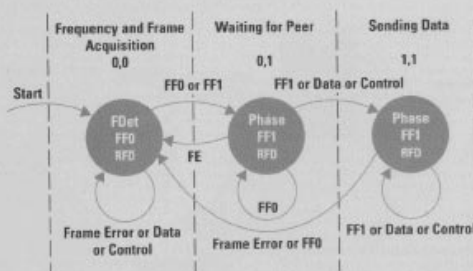 Frequency and Frame
Acquisition
0,0
Waiting for Peer
0,1
Sending Data
1,1
Start
FF0 or FF1
FF1 or Data or Control
FDet
FF0
RFD
Phase
FF1
RFD
Phase
FF1
RFD
FE
FF0
Frame Error or Data
or Control
Frame Error or FF0
FF1 or Data or Control